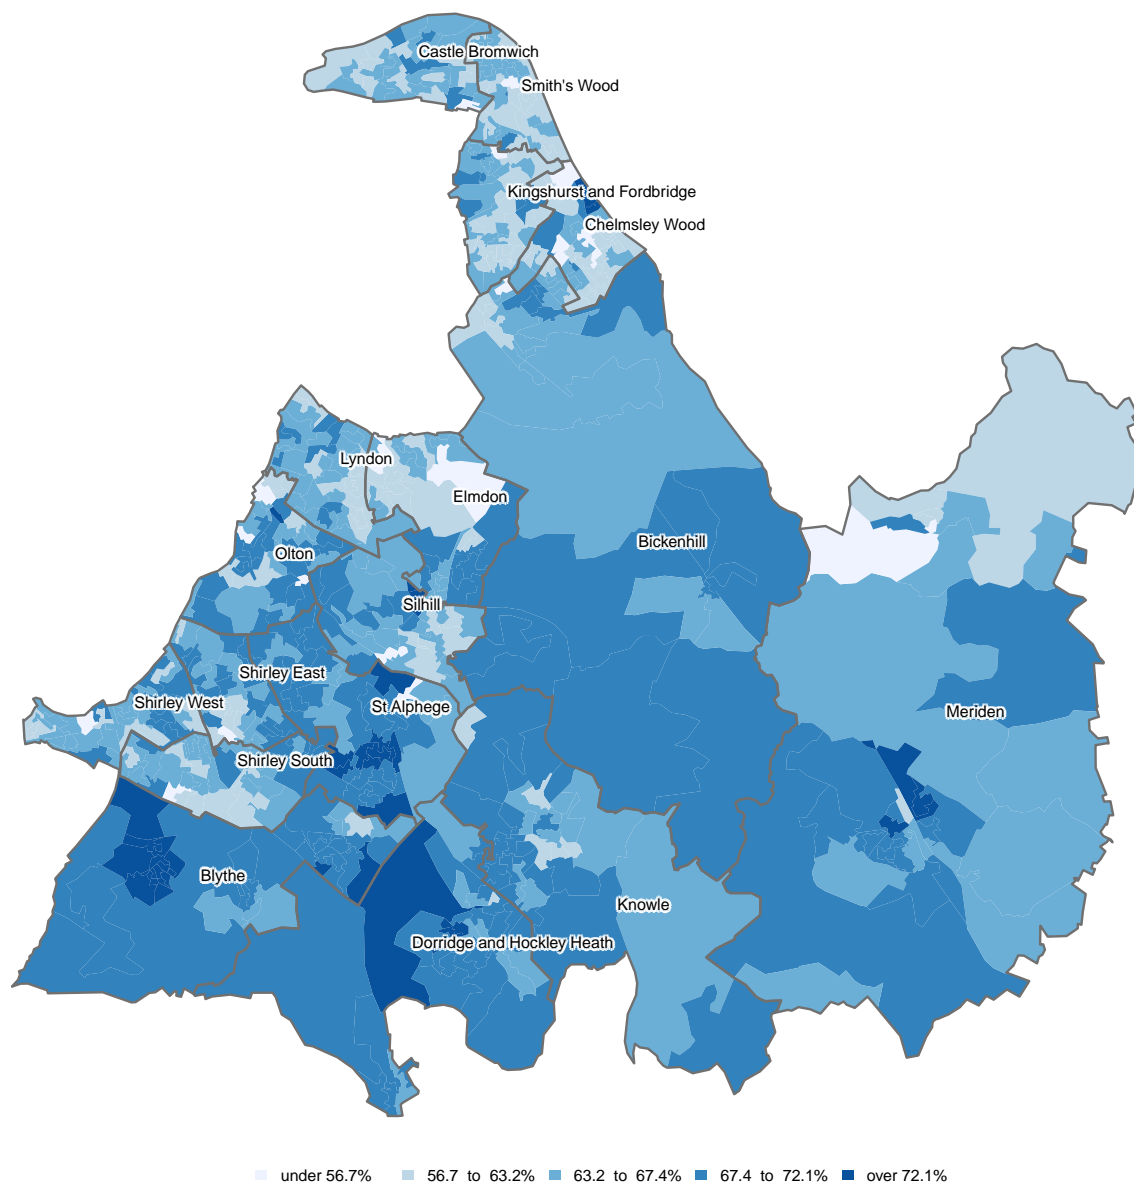 Castle Bromwich
Smith's Wood
Kingshurst and Fordbridge
Chelmsley Wood
Lyndon
Elmdon
Bickenhill
Olton
Silhill
Shirley East
Shirley West
St Alphege
Meriden
Shirley South
Blythe
Knowle
Dorridge and Hockley Heath
under 56.7% 56.7 to 63.2% 63.2 to 67.4% 67.4 to 72.1% over 72.1%